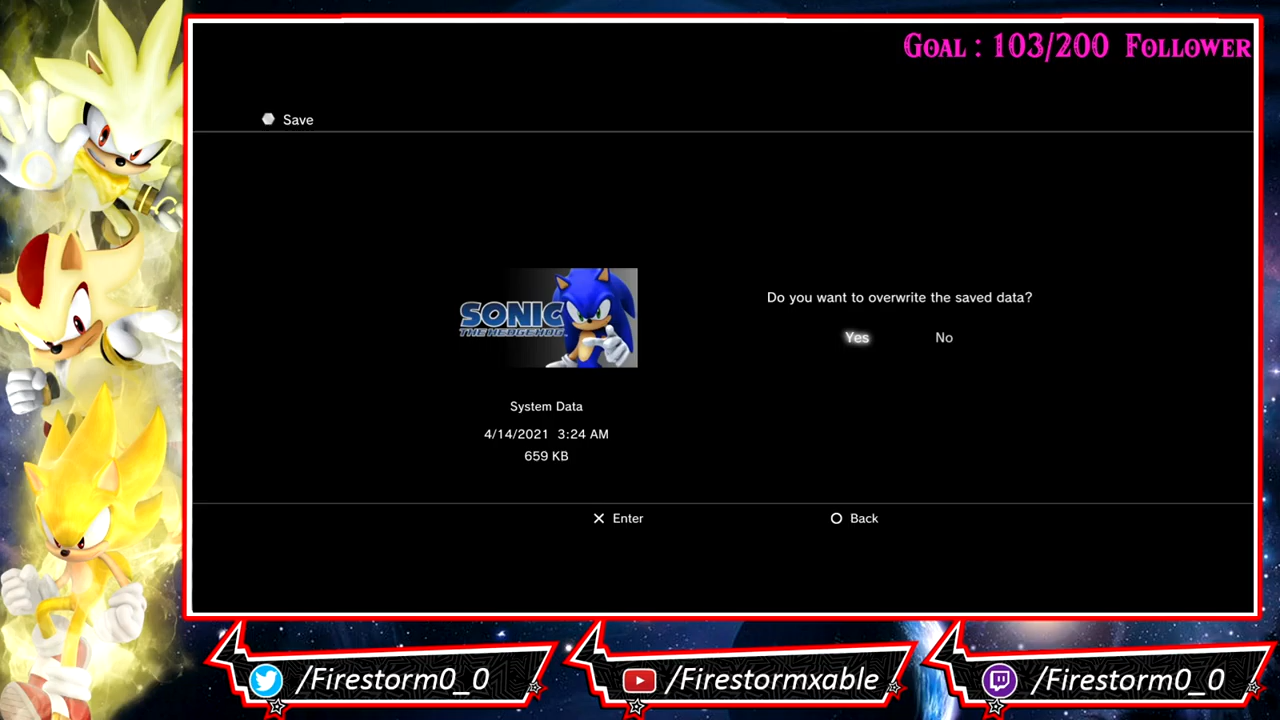 Goal : 103/200 Follower
Save
SONIC
THE HEDGEHOG
Do you want to overwrite the saved data?
Yes No
System Data
4/14/2021 3:24 AM
659 KB
Enter Back
/Firestorm0_0 /Firestormxable /Firestorm0_0